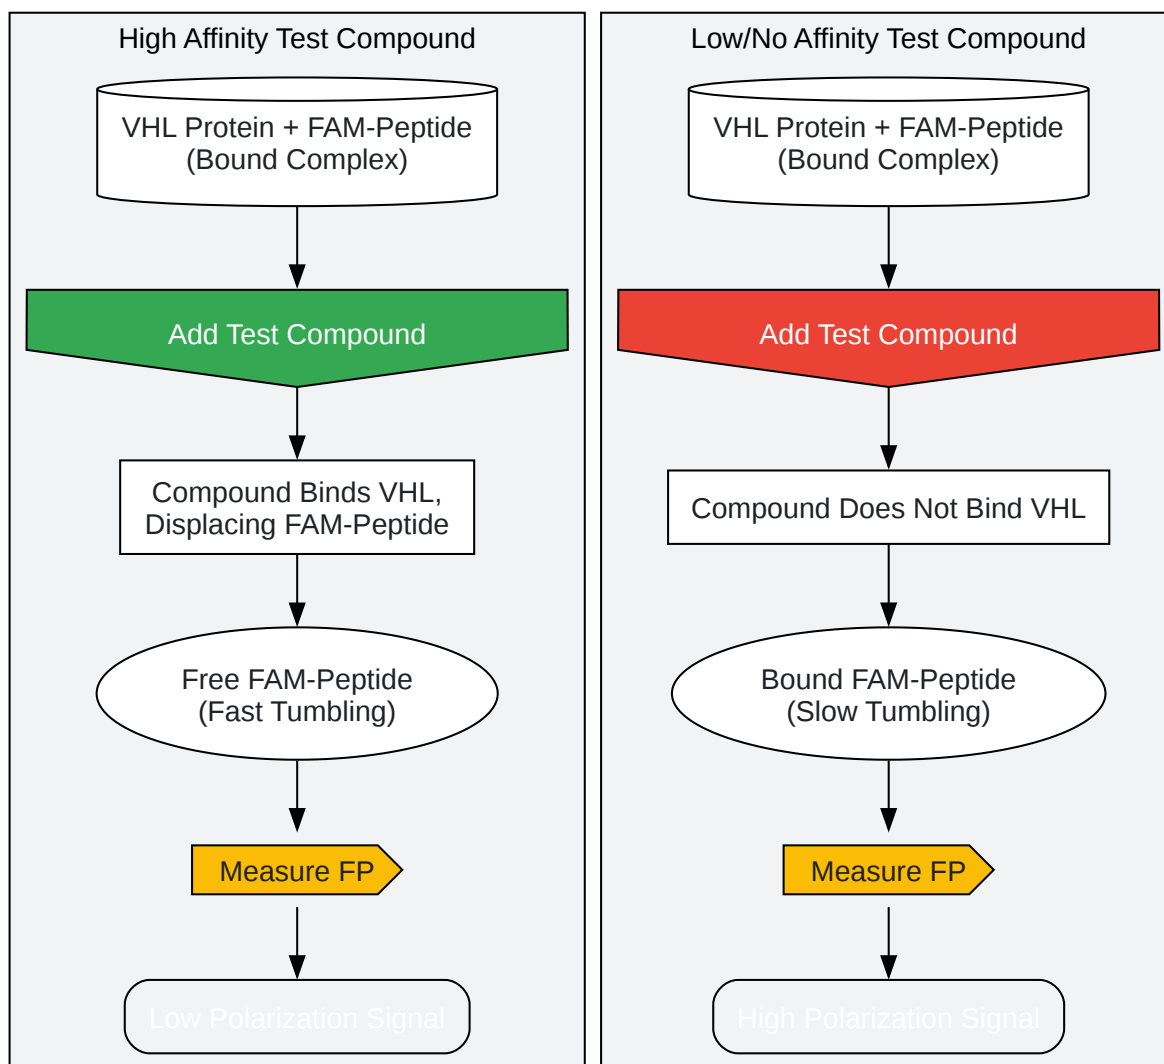 High Affinity Test Compound
VHL Protein + FAM-Peptide
(Bound Complex)
Add Test Compound
Compound Binds VHL,
Displacing FAM-Peptide
Free FAM-Peptide
(Fast Tumbling)
Measure FP
Low Polarization Signal
Low/No Affinity Test Compound
VHL Protein + FAM-Peptide
(Bound Complex)
Add Test Compound
Compound Does Not Bind VHL
Bound FAM-Peptide
(Slow Tumbling)
Measure FP
High Polarization Signal